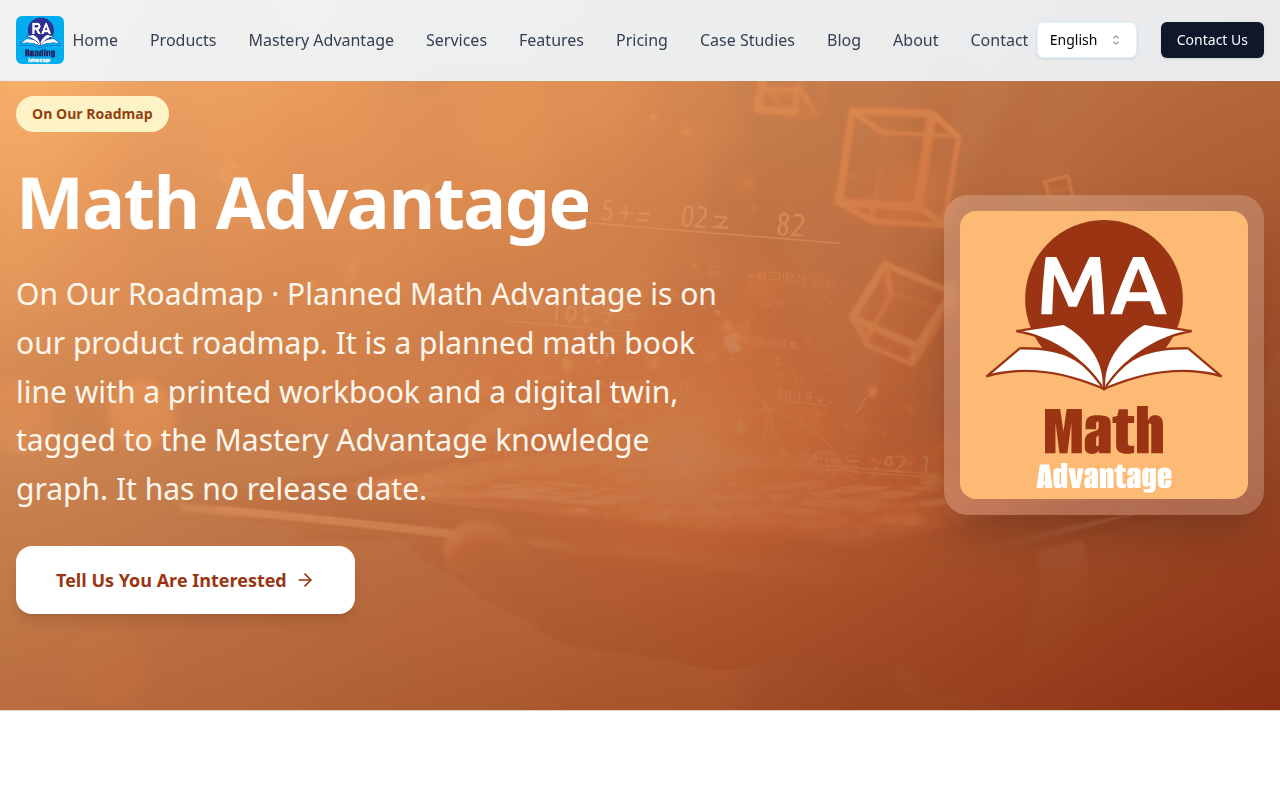 RA
Reading
Advantage
Home
Products
Mastery Advantage
Services
Features
Pricing
Case Studies
Blog
About
Contact
English
Contact Us
On Our Roadmap
Math Advantage
On Our Roadmap · Planned Math Advantage is on
our product roadmap. It is a planned math book
line with a printed workbook and a digital twin,
tagged to the Mastery Advantage knowledge
graph. It has no release date.
Tell Us You Are Interested
5+= 02z 82
MA
Math
Advantage